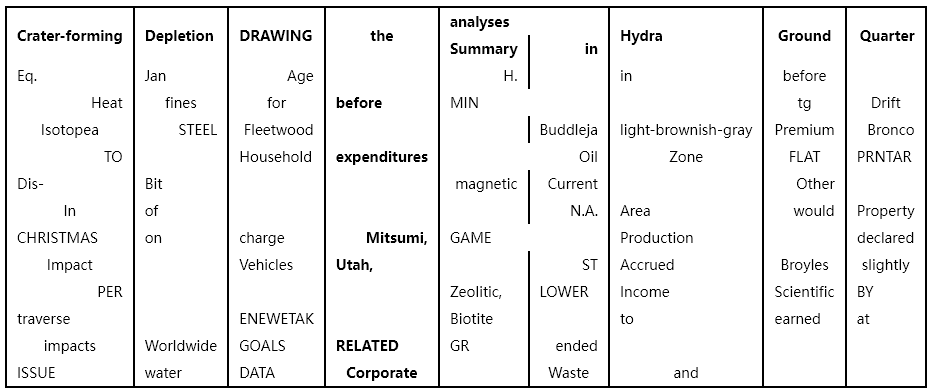 analyses
Crater-forming Depletion DRAWING the Summary in Hydra Ground Quarter
Eq. Jan Age H. in before
Heat fines for before MIN tg Drift
Isotopea STEEL Fleetwood Buddleja light-brownish-gray Premium Bronco
TO Household expenditures Oil Zone FLAT PRNTAR
Dis- Bit magnetic Current Other
In of N.A. Area would Property
CHRISTMAS on charge Mitsumi, GAME Production declared
Impact Vehicles Utah, ST Accrued Broyles slightly
PER Zeolitic, LOWER Income Scientific BY
traverse ENEWETAK Biotite to earned at
impacts Worldwide GOALS RELATED GR ended
ISSUE water DATA Corporate Waste and